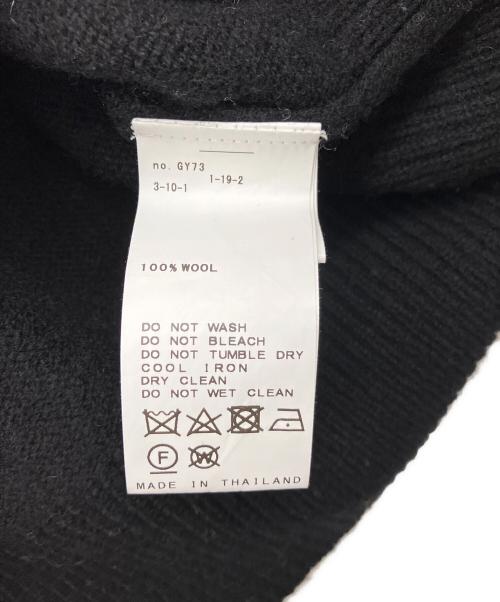 no. GY73
3-10-1 1-19-2
100% WOOL
DO NOT WASH
DO NOT BLEACH
DO NOT TUMBLE DRY
COOL IRON
DRY CLEAN
DO NOT WET CLEAN
F W
MADE IN THAILAND